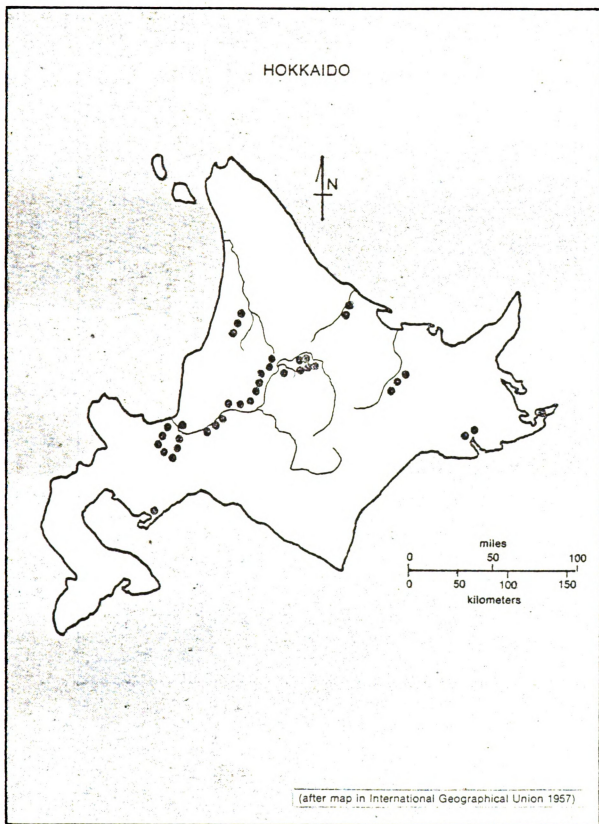 HOKKAIDO
N
miles
0 50 100
0 50 100 150
kilometers
(after map in International Geographical Union 1957)